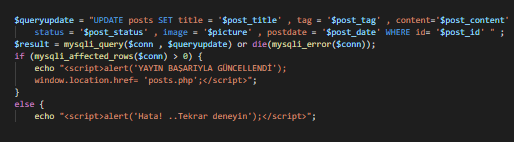 $queryupdate = "UPDATE posts SET title = '$post_title' , tag = '$post_tag' , content='$post_content'
status = '$post_status' , image = '$picture' , postdate = '$post_date' WHERE id= '$post_id' " ;
$result = mysqli_query($conn , $queryupdate) or die(mysqli_error($conn));
if (mysqli_affected_rows($conn) > 0) {
echo "<script>alert('YAYIN BAŞARIYLA GÜNCELLENDİ');
window.location.href= 'posts.php';</script>";
}
else {
echo "<script>alert('Hata! ..Tekrar deneyin');</script>";